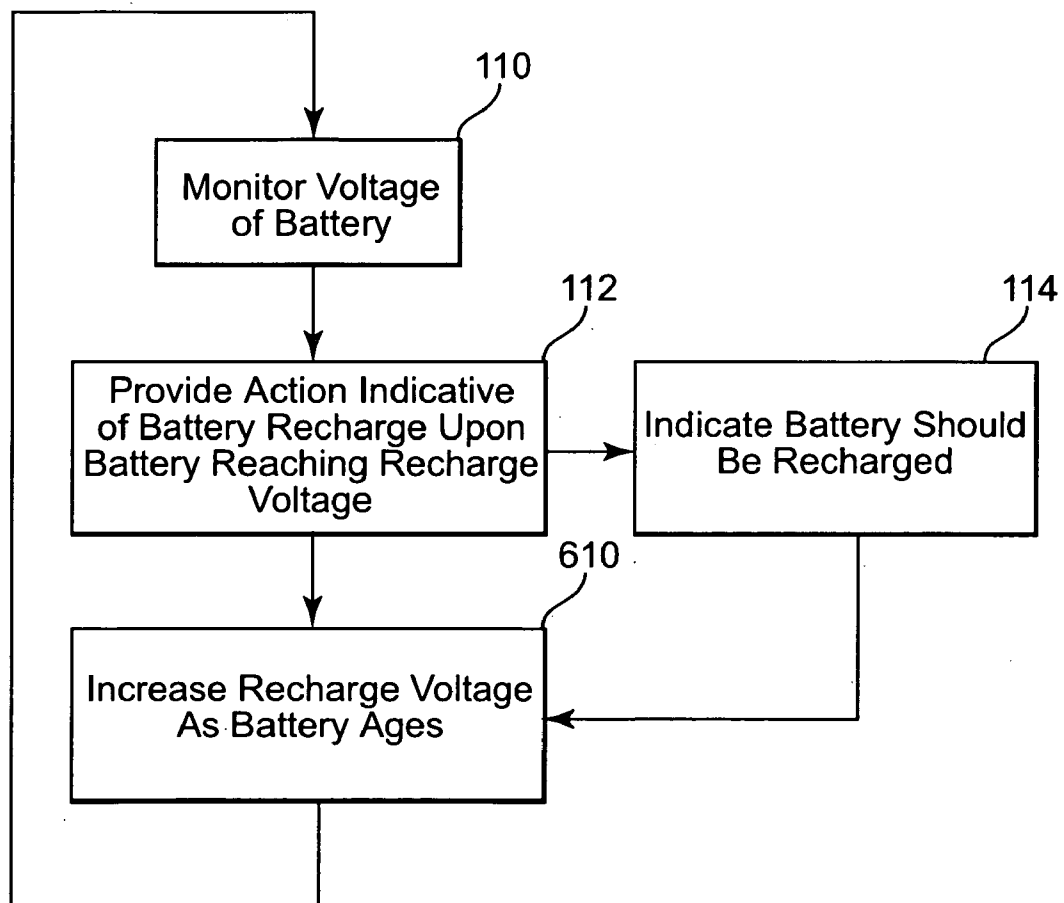 110
Monitor Voltage
of Battery
112
Provide Action Indicative
of Battery Recharge Upon
Battery Reaching Recharge
Voltage
114
Indicate Battery Should
Be Recharged
610
Increase Recharge Voltage
As Battery Ages